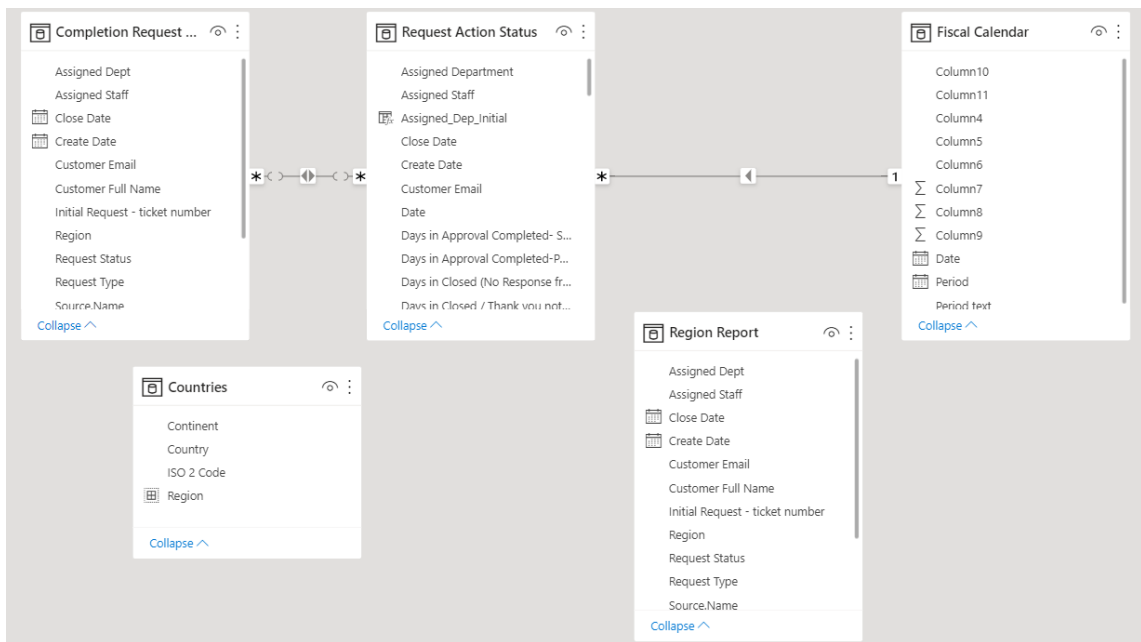 Completion Request ...
Assigned Dept
Assigned Staff
Close Date
Create Date
Customer Email
Customer Full Name
Initial Request - ticket number
Region
Request Status
Request Type
Source.Name
Collapse
Request Action Status
Assigned Department
Assigned Staff
Assigned_Dep_Initial
Close Date
Create Date
Customer Email
Date
Days in Approval Completed- S...
Days in Approval Completed-P...
Days in Closed (No Response fr...
Days in Closed / Thank you not...
Collapse
* *
* 1
Fiscal Calendar
Column10
Column11
Column4
Column5
Column6
∑ Column7
∑ Column8
∑ Column9
Date
Period
Period text
Collapse
Countries
Continent
Country
ISO 2 Code
Region
Collapse
Region Report
Assigned Dept
Assigned Staff
Close Date
Create Date
Customer Email
Customer Full Name
Initial Request - ticket number
Region
Request Status
Request Type
Source.Name
Collapse